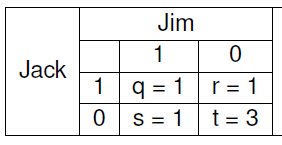 Jim
Jack
1 0
1 q = 1 r = 1
0 s = 1 t = 3